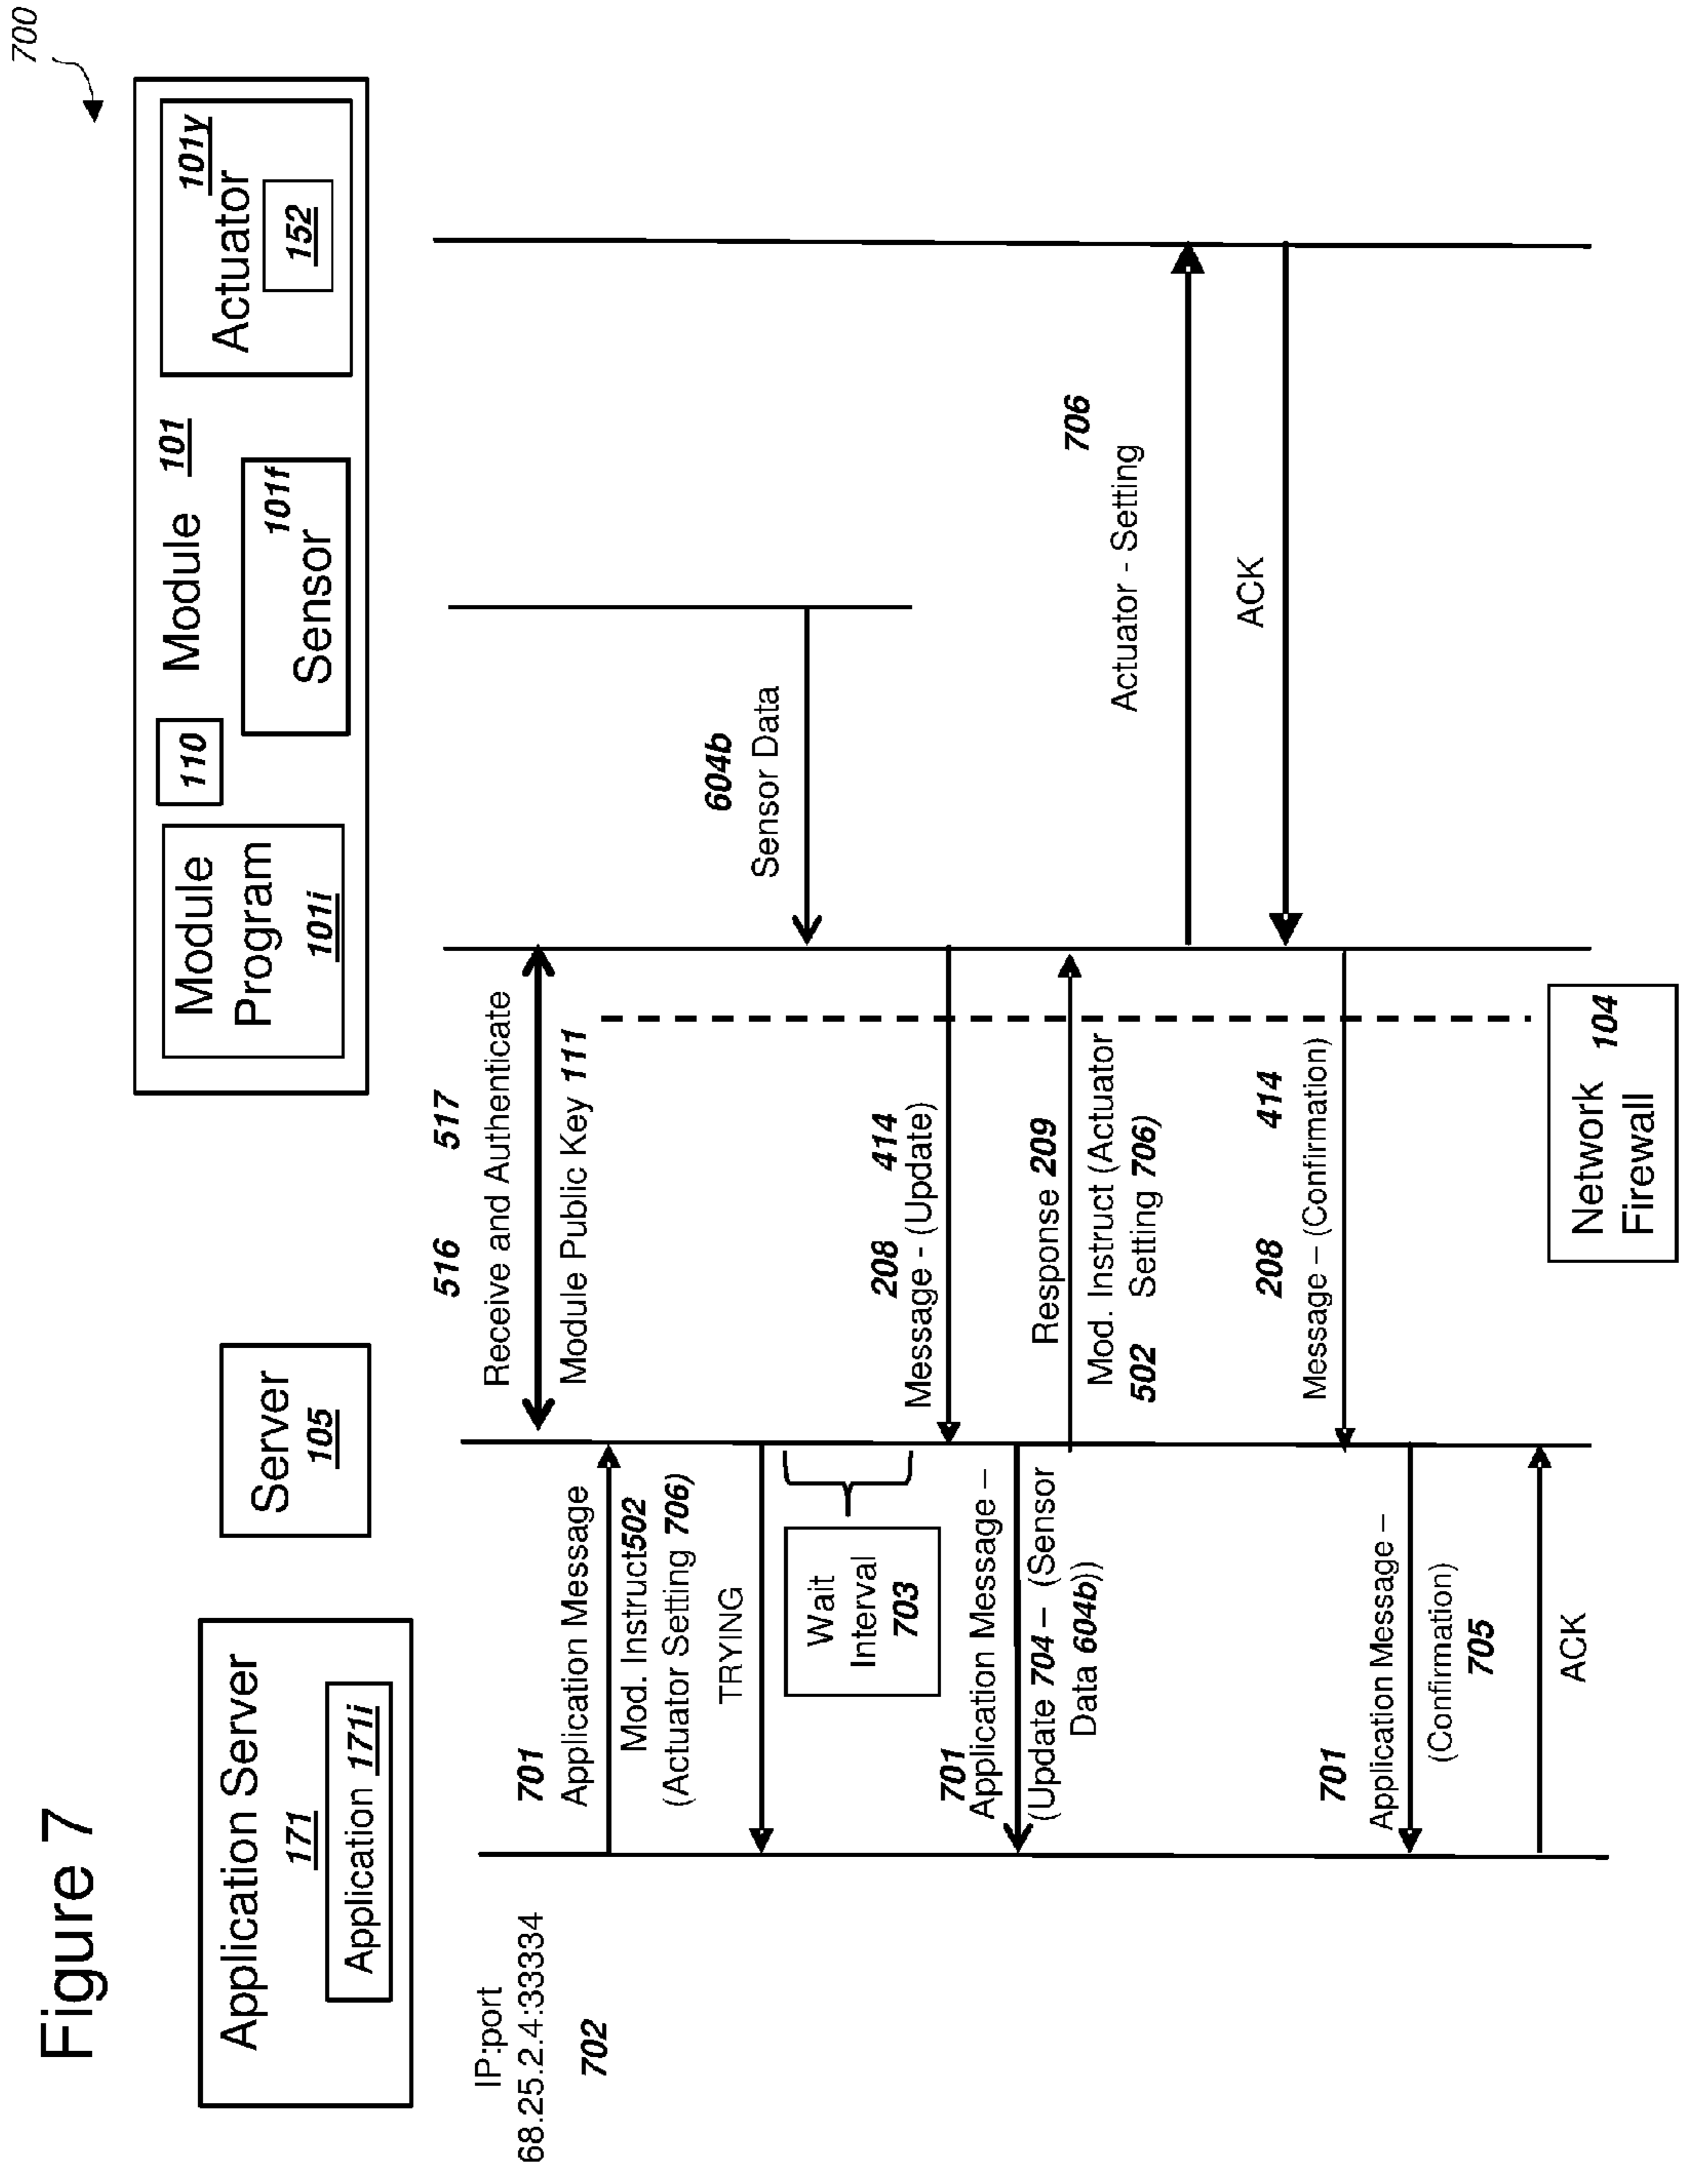 Figure 7
700
Application Server
171
Application 171i
Server
105
Module
Program
101i
110
Module 101
101f
Sensor
101y
Actuator
152
IP:port
68.25.2.4:33334
702
516 517
Receive and Authenticate
Module Public Key 111
701
Application Message
Mod. Instruct502
(Actuator Setting 706)
TRYING
Wait
Interval
703
604b
Sensor Data
208 414
Message - (Update)
701
Application Message –
(Update 704 – (Sensor
Data 604b))
Response 209
Mod. Instruct (Actuator
502 Setting 706)
706
Actuator - Setting
ACK
208 414
Message – (Confirmation)
701
Application Message –
(Confirmation)
705
ACK
Network 104
Firewall